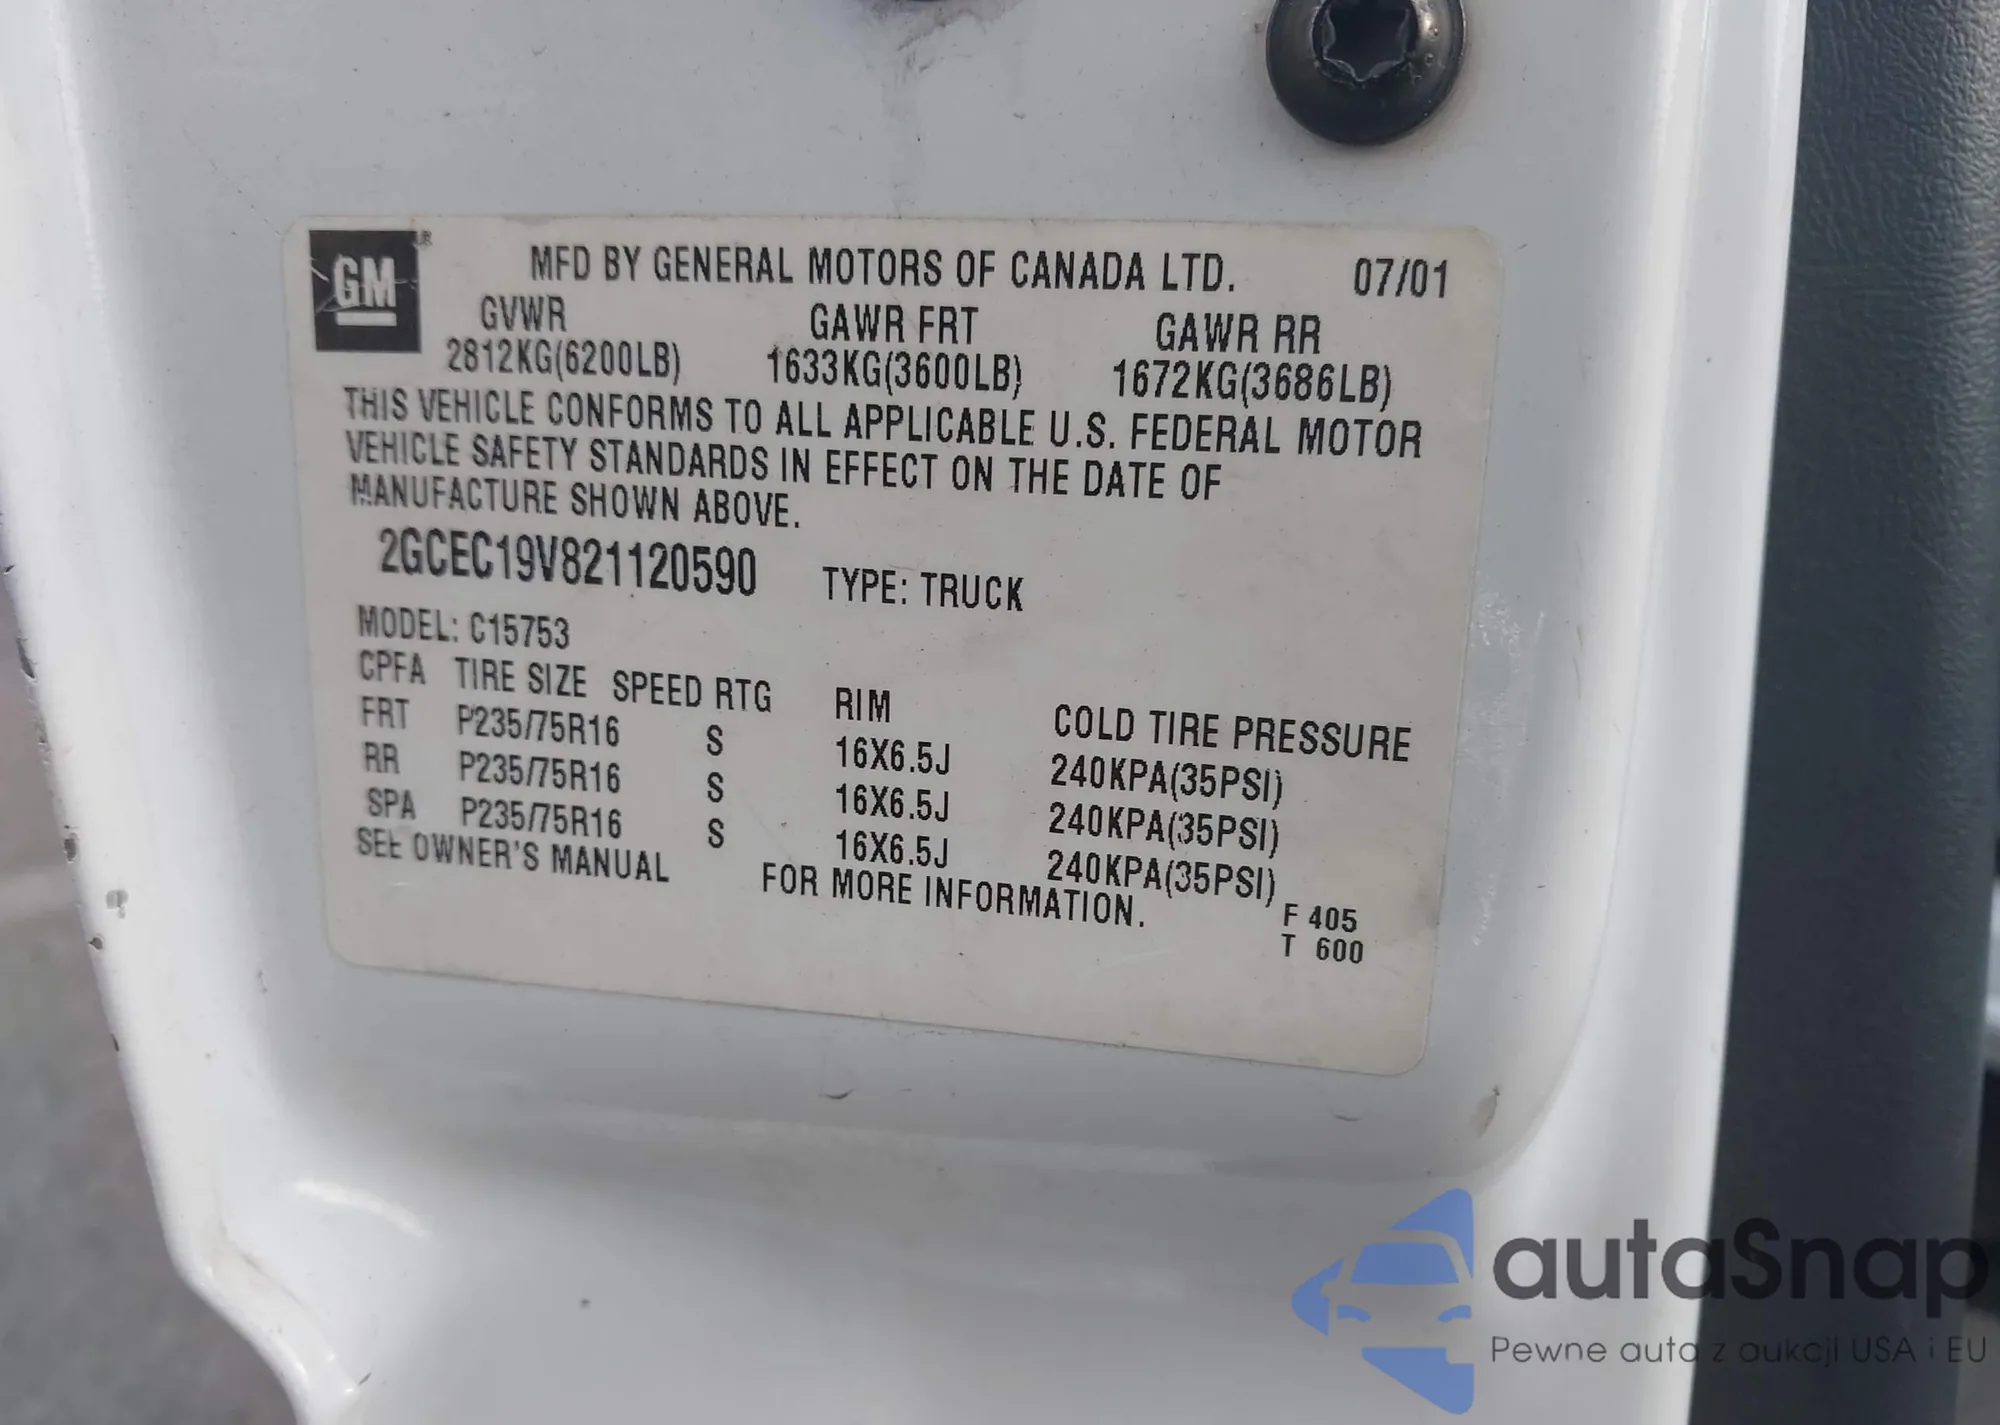 GM
MFD BY GENERAL MOTORS OF CANADA LTD. 07/01
GVWR GAWR FRT GAWR RR
2812KG(6200LB) 1633KG(3600LB) 1672KG(3686LB)
THIS VEHICLE CONFORMS TO ALL APPLICABLE U.S. FEDERAL MOTOR
VEHICLE SAFETY STANDARDS IN EFFECT ON THE DATE OF
MANUFACTURE SHOWN ABOVE.
2GCEC19V821120590 TYPE: TRUCK
MODEL: C15753
CPFA TIRE SIZE SPEED RTG RIM COLD TIRE PRESSURE
FRT P235/75R16 S 16X6.5J 240KPA(35PSI)
RR P235/75R16 S 16X6.5J 240KPA(35PSI)
SPA P235/75R16 S 16X6.5J 240KPA(35PSI)
SEE OWNER'S MANUAL FOR MORE INFORMATION.
F 405
T 600
autaSnap
Pewne auta z aukcji USA i EU